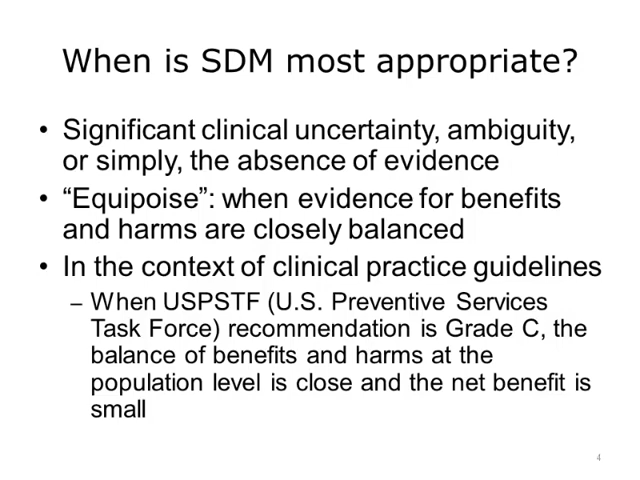 When is SDM most appropriate?
• Significant clinical uncertainty, ambiguity,
or simply, the absence of evidence
• “Equipoise”: when evidence for benefits
and harms are closely balanced
• In the context of clinical practice guidelines
– When USPSTF (U.S. Preventive Services
Task Force) recommendation is Grade C, the
balance of benefits and harms at the
population level is close and the net benefit is
small
4